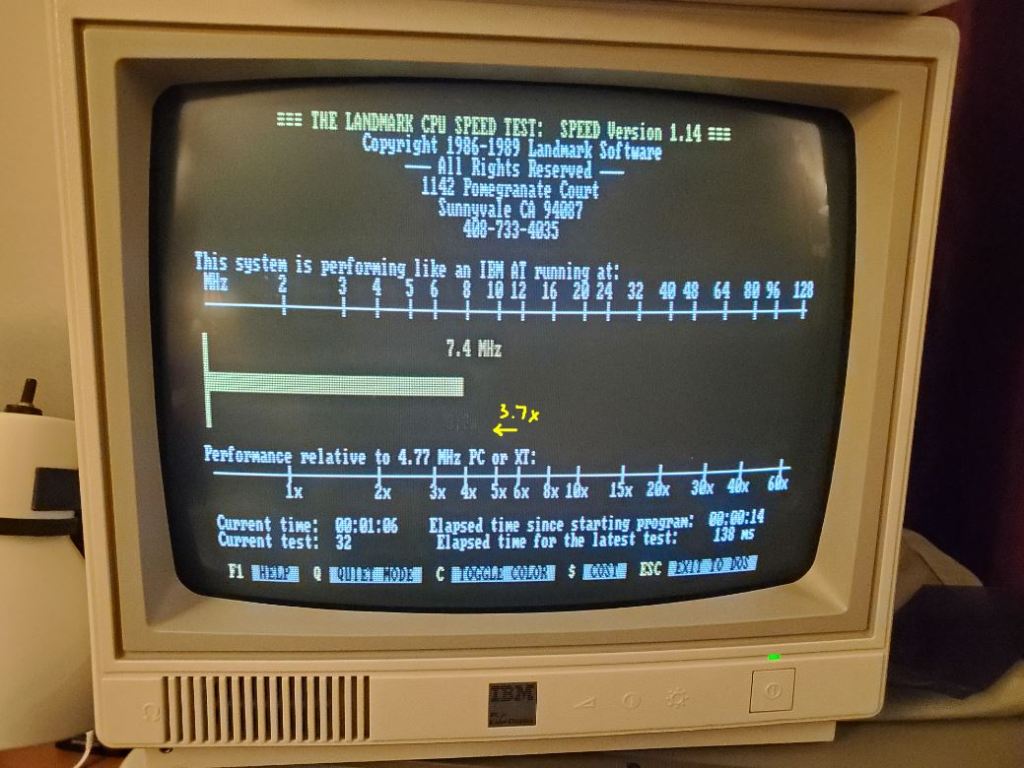 ≡≡≡ THE LANDMARK CPU SPEED TEST: SPEED Version 1.14 ≡≡≡
Copyright 1986-1989 Landmark Software
── All Rights Reserved ──
1142 Pomegranate Court
Sunnyvale CA 94087
408-733-4035
This system is performing like an IBM AT running at:
MHz 2 3 4 5 6 8 10 12 16 20 24 32 40 48 64 80 96 128
7.4 MHz
3.7x
←
Performance relative to 4.77 MHz PC or XT:
1x 2x 3x 4x 5x 6x 8x 10x 15x 20x 30x 40x 60x
Current time: 00:01:06 Elapsed time since starting program: 00:00:14
Current test: 32 Elapsed time for the latest test: 138 ms
F1 HELP Q QUIET MODE C TOGGLE COLOR $ COST ESC EXIT TO DOS
IBM